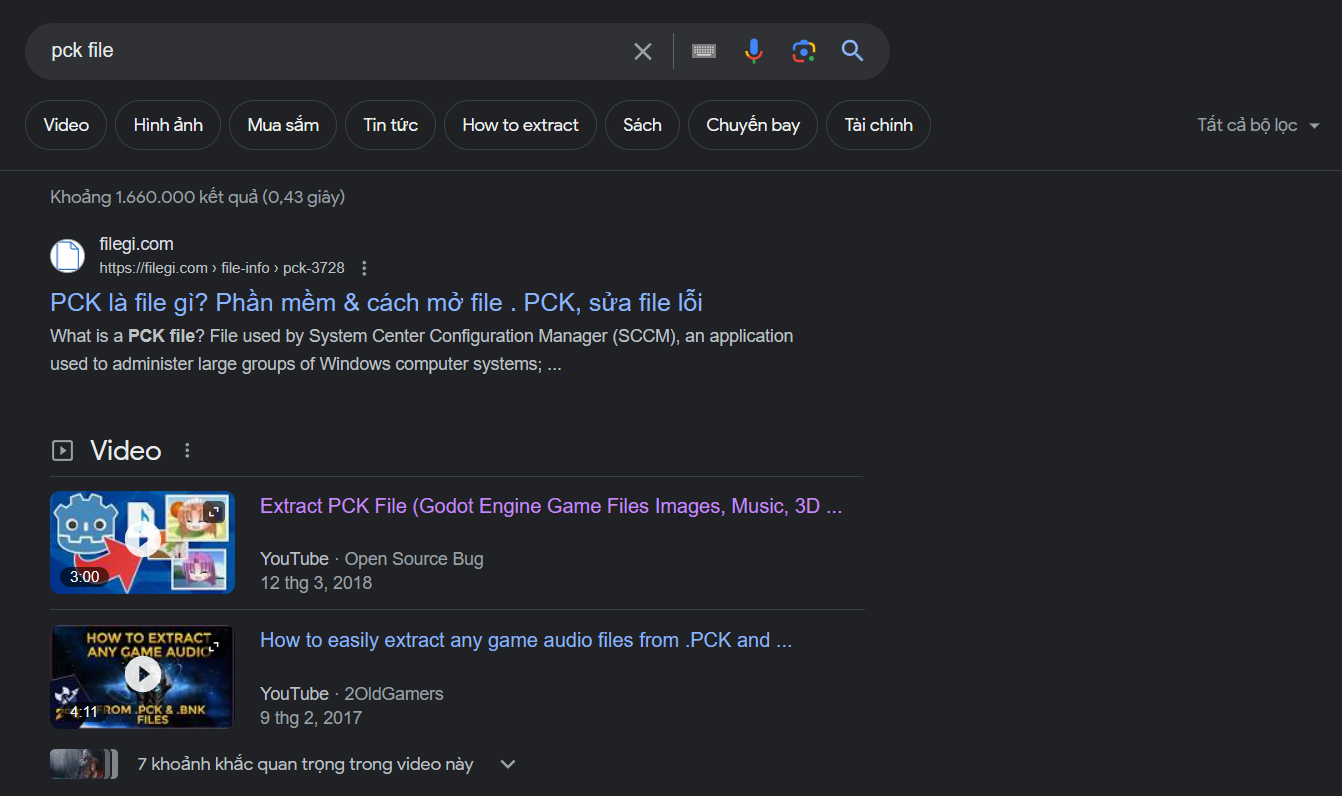 pck file
Video
Hình ảnh
Mua sắm
Tin tức
How to extract
Sách
Chuyến bay
Tài chính
Tất cả bộ lọc
Khoảng 1.660.000 kết quả (0,43 giây)
filegi.com
https://filegi.com › file-info › pck-3728
PCK là file gì? Phần mềm & cách mở file . PCK, sửa file lỗi
What is a PCK file? File used by System Center Configuration Manager (SCCM), an application
used to administer large groups of Windows computer systems; ...
Video
3:00
Extract PCK File (Godot Engine Game Files Images, Music, 3D ...
YouTube · Open Source Bug
12 thg 3, 2018
HOW TO EXTRACT
ANY GAME AUDIO
FROM .PCK & .BNK
FILES
4:11
How to easily extract any game audio files from .PCK and ...
YouTube · 2OldGamers
9 thg 2, 2017
7 khoảnh khắc quan trọng trong video này